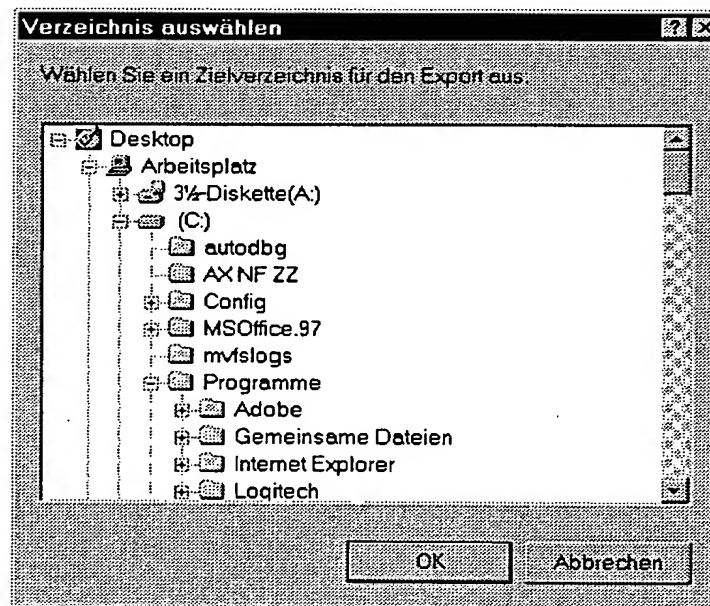 Verzeichnis auswählen
Wählen Sie ein Zielverzeichnis für den Export aus:
Desktop
Arbeitsplatz
3½-Diskette(A:)
(C:)
autodbg
AX NF ZZ
Config
MSOffice.97
mvfslogs
Programme
Adobe
Gemeinsame Dateien
Internet Explorer
Logitech
OK Abbrechen